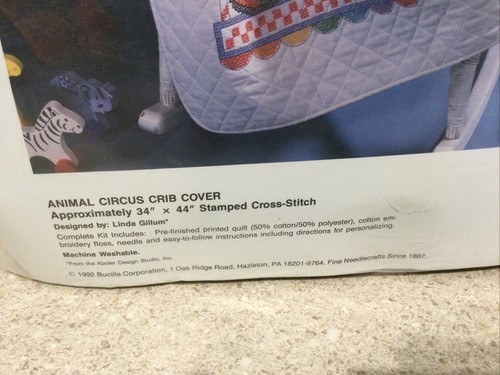 ANIMAL CIRCUS CRIB COVER
Approximately 34" × 44" Stamped Cross-Stitch
Designed by: Linda Gillum*
Complete Kit Includes: Pre-finished printed quilt (50% cotton/50% polyester), cotton em-
broidery floss, needle and easy-to-follow instructions including directions for personalizing.
Machine Washable.
*From the Kooler Design Studio, Inc.
© 1992 Bucilla Corporation, 1 Oak Ridge Road, Hazleton, PA 18201-9764. Fine Needlecrafts Since 1867.